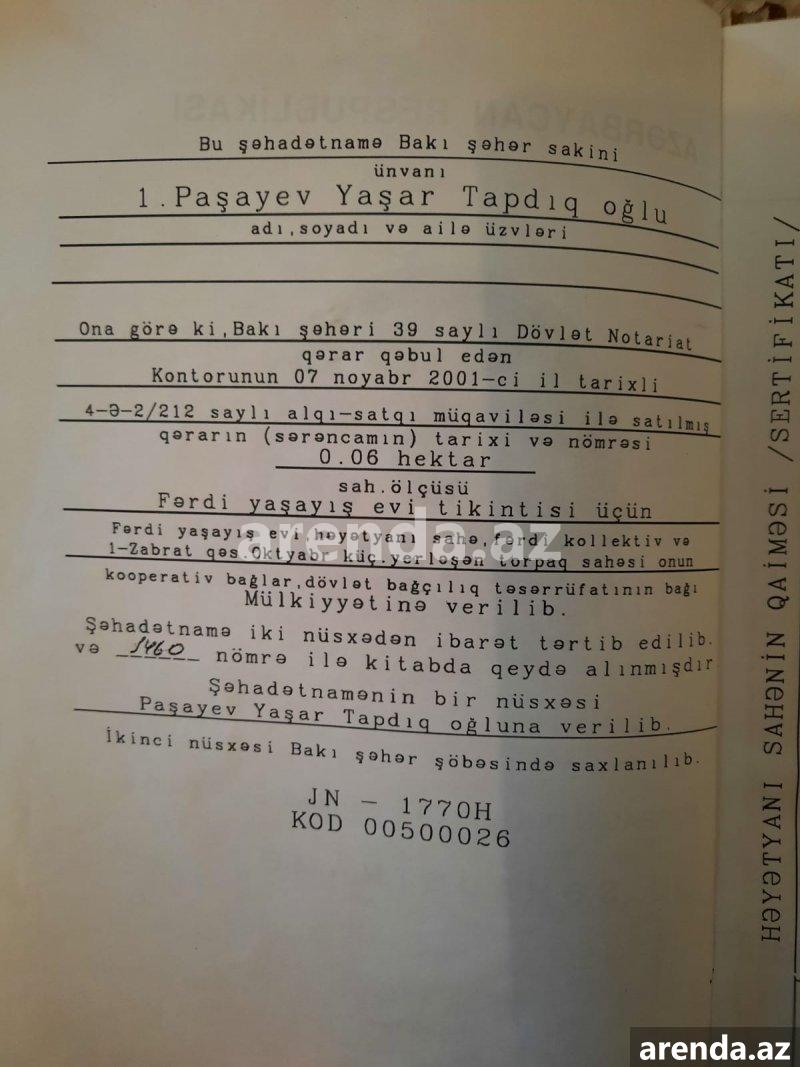 Bu şəhadətnamə Bakı şəhər sakini
ünvanı
1.Paşayev Yaşar Tapdıq oğlu
adı,soyadı və ailə üzvləri
Ona görə ki,Bakı şəhəri 39 saylı Dövlət Notariat
qərar qəbul edən
Kontorunun 07 noyabr 2001-ci il tarixli
4-Ə-2/212 saylı alqı-satqı müqaviləsi ilə satılmış
qərarın (sərəncamın) tarixi və nömrəsi
0.06 hektar
sah.ölçüsü
Fərdi yaşayış evi tikintisi üçün
Fərdi yaşayış evi,həyətyanı sahə,fərdi kollektiv və
1-Zabrat qəs.Oktyabr küç.yerləşən torpaq sahəsi onun
kooperativ bağlar,dövlət bağçılıq təsərrüfatının bağı
Mülkiyyətinə verilib.
Şəhadətnamə iki nüsxədən ibarət tərtib edilib.
və 1460 nömrə ilə kitabda qeydə alınmışdır
Şəhadətnamənin bir nüsxəsi
Paşayev Yaşar Tapdıq oğluna verilib.
İkinci nüsxəsi Bakı şəhər şöbəsində saxlanılıb.
JN - 1770H
KOD 00500026
HƏYƏTYANI SAHƏNİN QAİMƏSİ /SERTİFİKATI/
AZƏRBAYCAN RESPUBLİKASI
arenda.az
arenda.az